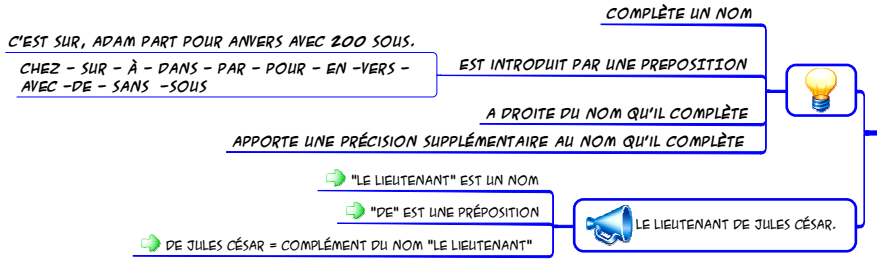 COMPLÈTE UN NOM
C'EST SUR, ADAM PART POUR ANVERS AVEC 200 SOUS.
CHEZ - SUR - À - DANS - PAR - POUR - EN -VERS -
AVEC -DE - SANS -SOUS
EST INTRODUIT PAR UNE PREPOSITION
A DROITE DU NOM QU'IL COMPLÈTE
APPORTE UNE PRÉCISION SUPPLÉMENTAIRE AU NOM QU'IL COMPLÈTE
"LE LIEUTENANT" EST UN NOM
"DE" EST UNE PRÉPOSITION
DE JULES CÉSAR = COMPLÉMENT DU NOM "LE LIEUTENANT"
LE LIEUTENANT DE JULES CÉSAR.